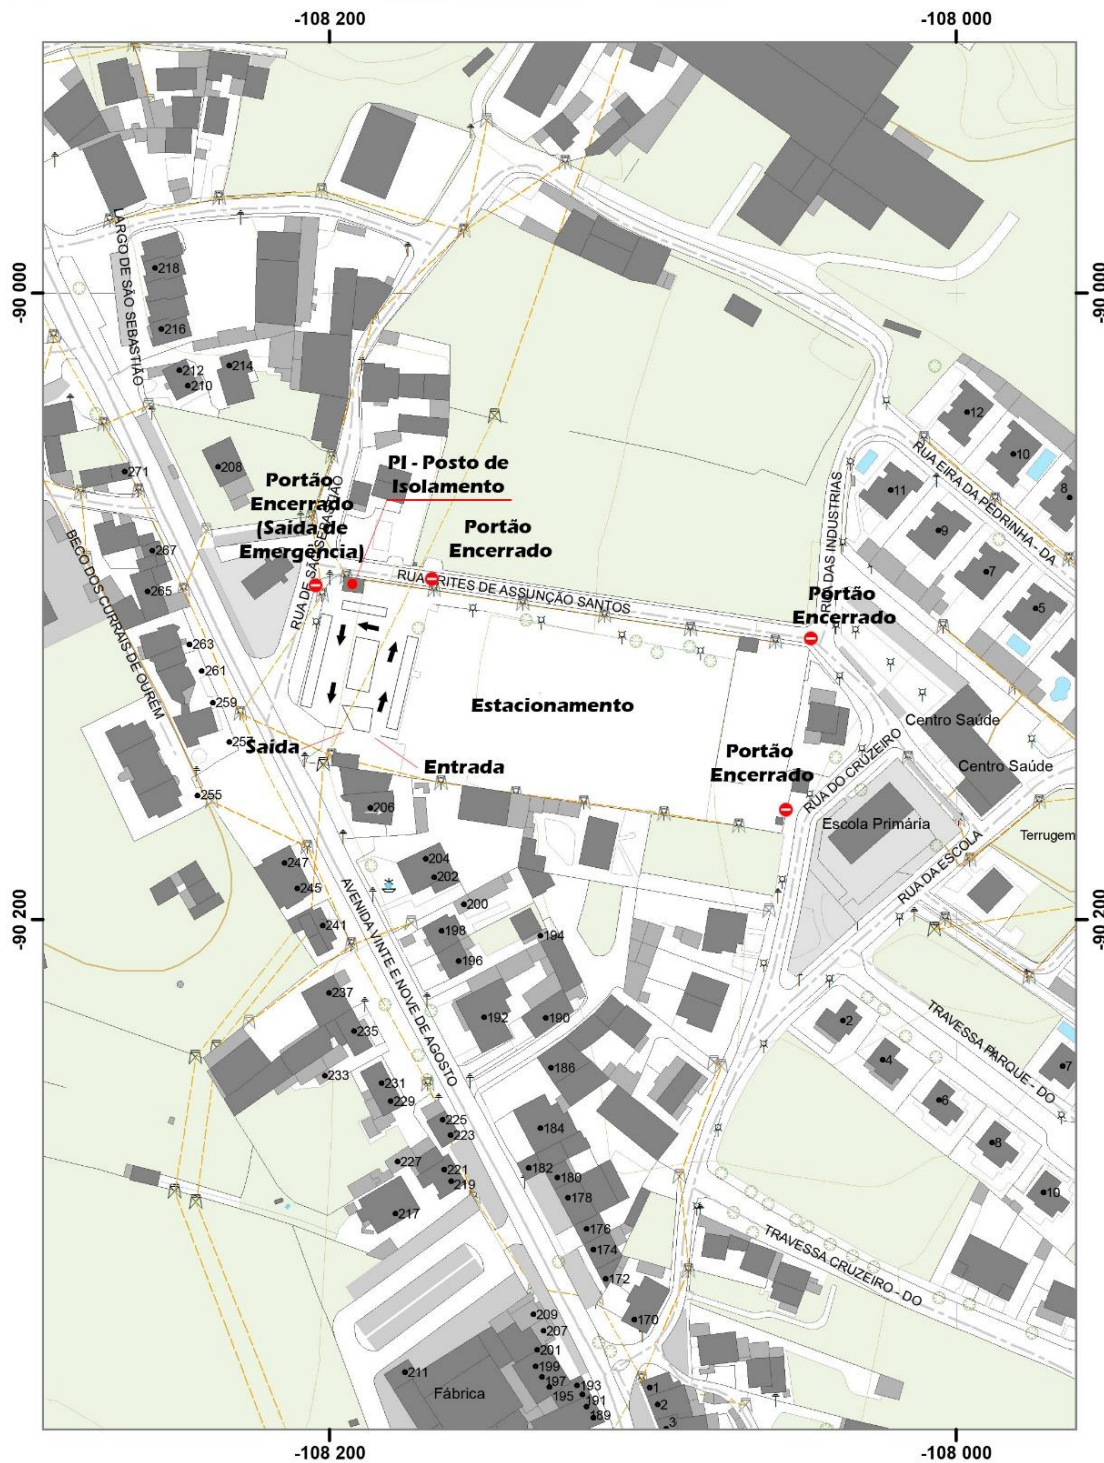 -108 200
-108 000
-90 000
-90 000
LARGO DE SÃO SEBASTIÃO
218
216
212
214
210
208
271
267
265
263
261
259
257
255
BECO DOS CURRAIS DE OURÉM
Portão
Encerrado
(Saída de
Emergência)
PI - Posto de
Isolamento
Portão
Encerrado
RUA DE SÃO SEBASTIÃO
RITES DE ASSUNÇÃO SANTOS
RUA DAS INDUSTRIAS
RUA EIRA DA PEDRINHA - DA
12
10
8
11
9
7
5
Portão
Encerrado
Estacionamento
Saída
Entrada
Portão
Encerrado
Centro Saúde
Centro Saúde
RUA DO CRUZEIRO
Escola Primária
RUA DA ESCOLA
Terrugem
206
204
202
200
198
196
194
192
190
247
245
241
237
235
233
231
229
225
223
227
221
219
217
AVENIDA VINTE E NOVE DE AGOSTO
-90 200
-90 200
186
184
182
180
178
176
174
172
170
2
4
6
8
10
7
TRAVESSA PARQUE - DO
TRAVESSA CRUZEIRO - DO
209
207
201
199
197
195
193
191
189
211
Fábrica
1
2
3
-108 200
-108 000